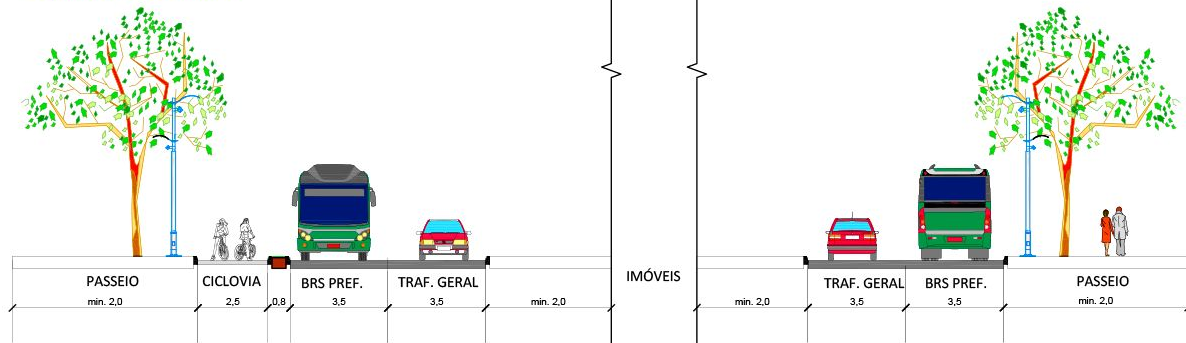 PASSEIO
CICLOVIA
BRS PREF.
TRAF. GERAL
IMÓVEIS
TRAF. GERAL
BRS PREF.
PASSEIO
min. 2,0
2,5
0,8
3,5
3,5
min. 2,0
min. 2,0
3,5
3,5
min. 2,0